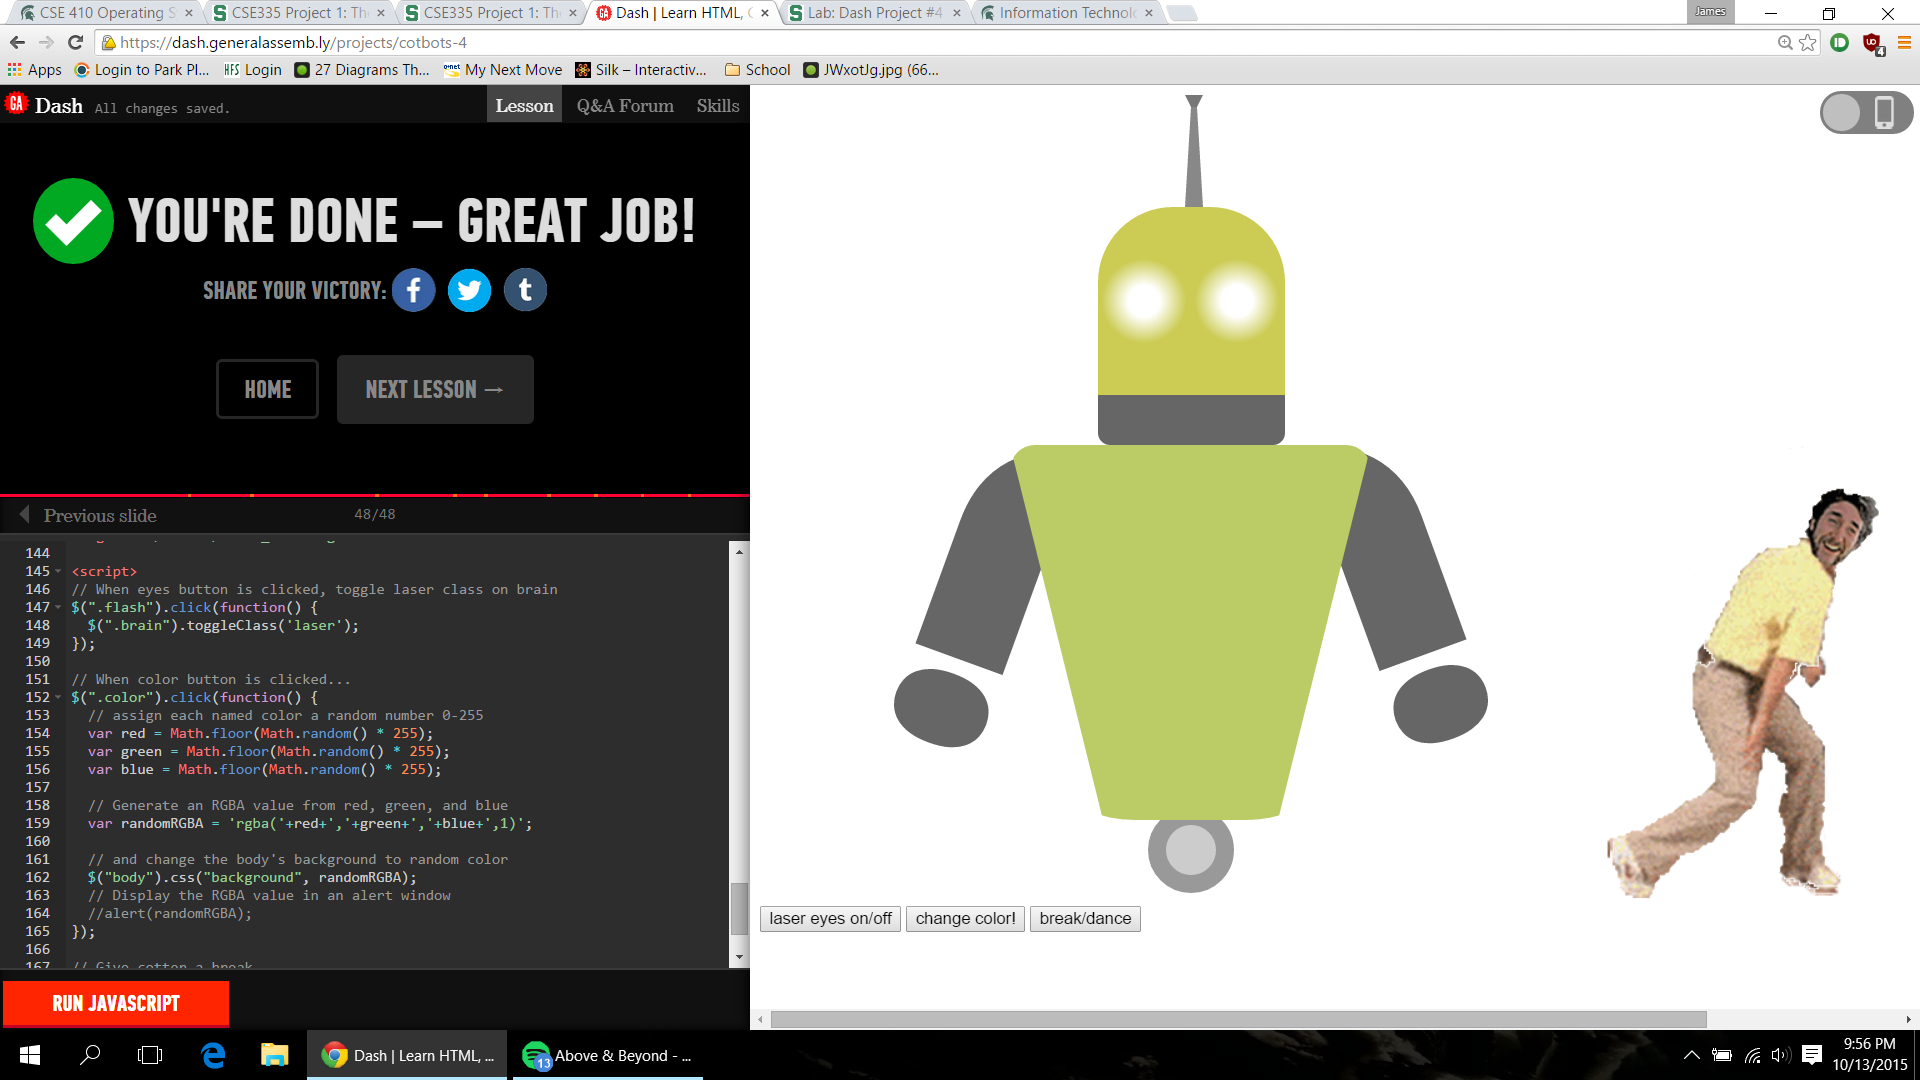 CSE 410 Operating S
CSE335 Project 1: The
CSE335 Project 1: The
Dash | Learn HTML, C
Lab: Dash Project #4
Information Technolo
James
https://dash.generalassemb.ly/projects/cotbots-4
4
Apps
Login to Park Pl...
HFS Login
27 Diagrams Th...
o·net My Next Move
Silk – Interactiv...
School
JWxotJg.jpg (66...
GA Dash All changes saved.
Lesson
Q&A Forum
Skills
YOU'RE DONE — GREAT JOB!
SHARE YOUR VICTORY: f t
HOME
NEXT LESSON →
Previous slide
48/48
144
145 <script>
146 // When eyes button is clicked, toggle laser class on brain
147 $(".flash").click(function() {
148 $(".brain").toggleClass('laser');
149 });
150
151 // When color button is clicked...
152 $(".color").click(function() {
153 // assign each named color a random number 0-255
154 var red = Math.floor(Math.random() * 255);
155 var green = Math.floor(Math.random() * 255);
156 var blue = Math.floor(Math.random() * 255);
157
158 // Generate an RGBA value from red, green, and blue
159 var randomRGBA = 'rgba('+red+','+green+','+blue+',1)';
160
161 // and change the body's background to random color
162 $("body").css("background", randomRGBA);
163 // Display the RGBA value in an alert window
164 //alert(randomRGBA);
165 });
166
167 // Give cotton a break
RUN JAVASCRIPT
laser eyes on/off
change color!
break/dance
Dash | Learn HTML, ...
13
Above & Beyond - ...
9:56 PM
10/13/2015